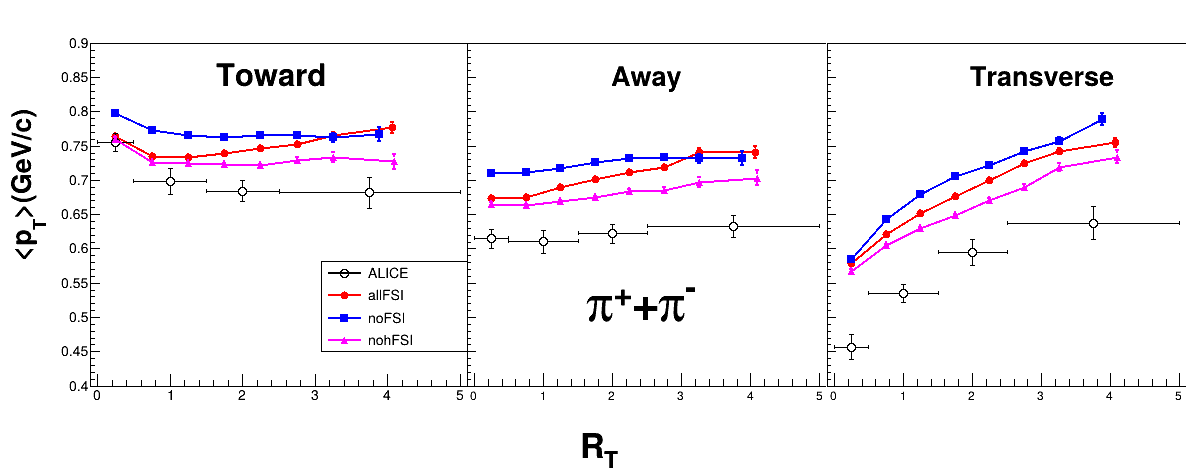 Toward
Away
Transverse
<pT>(GeV/c)
0.9
0.85
0.8
0.75
0.7
0.65
0.6
0.55
0.5
0.45
0.4
ALICE
allFSI
noFSI
nohFSI
π⁺+π⁻
0 1 2 3 4 5
0 1 2 3 4 5
0 1 2 3 4 5
RT